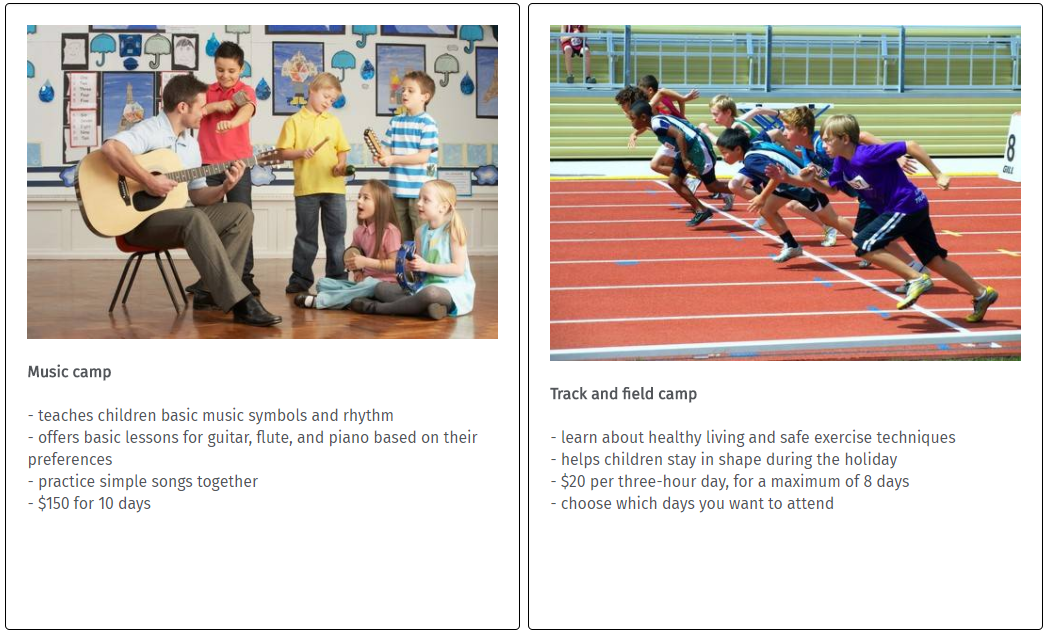 Music camp
- teaches children basic music symbols and rhythm
- offers basic lessons for guitar, flute, and piano based on their
preferences
- practice simple songs together
- $150 for 10 days
8
GILL
Track and field camp
- learn about healthy living and safe exercise techniques
- helps children stay in shape during the holiday
- $20 per three-hour day, for a maximum of 8 days
- choose which days you want to attend